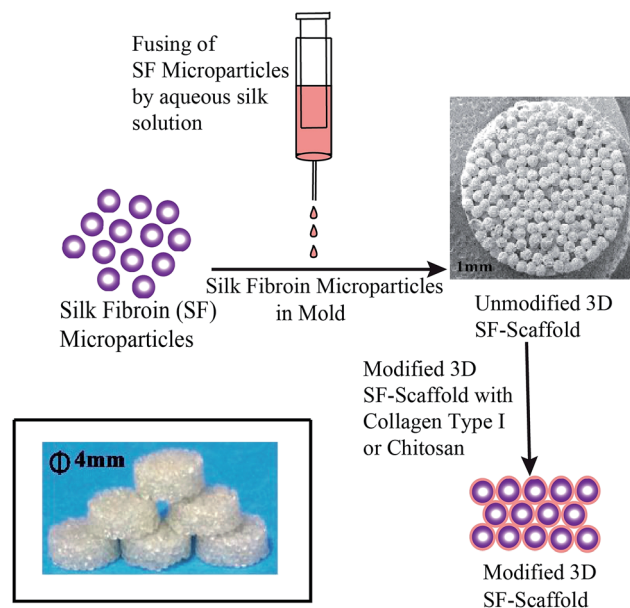 Fusing of
SF Microparticles
by aqueous silk
solution
1mm
Silk Fibroin (SF)
Microparticles
Silk Fibroin Microparticles
in Mold
Unmodified 3D
SF-Scaffold
Modified 3D
SF-Scaffold with
Collagen Type I
or Chitosan
Φ 4mm
Modified 3D
SF-Scaffold